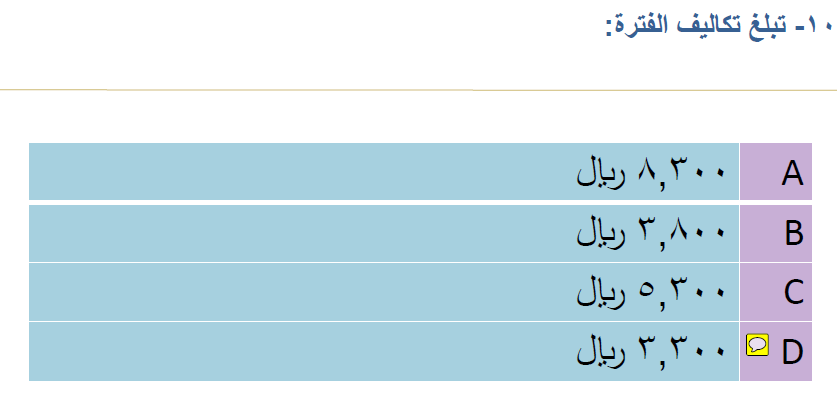 ١٠- تبلغ تكاليف الفترة:
A ٨,٣٠٠ ريال
B ٣,٨٠٠ ريال
C ٥,٣٠٠ ريال
D ٣,٣٠٠ ريال